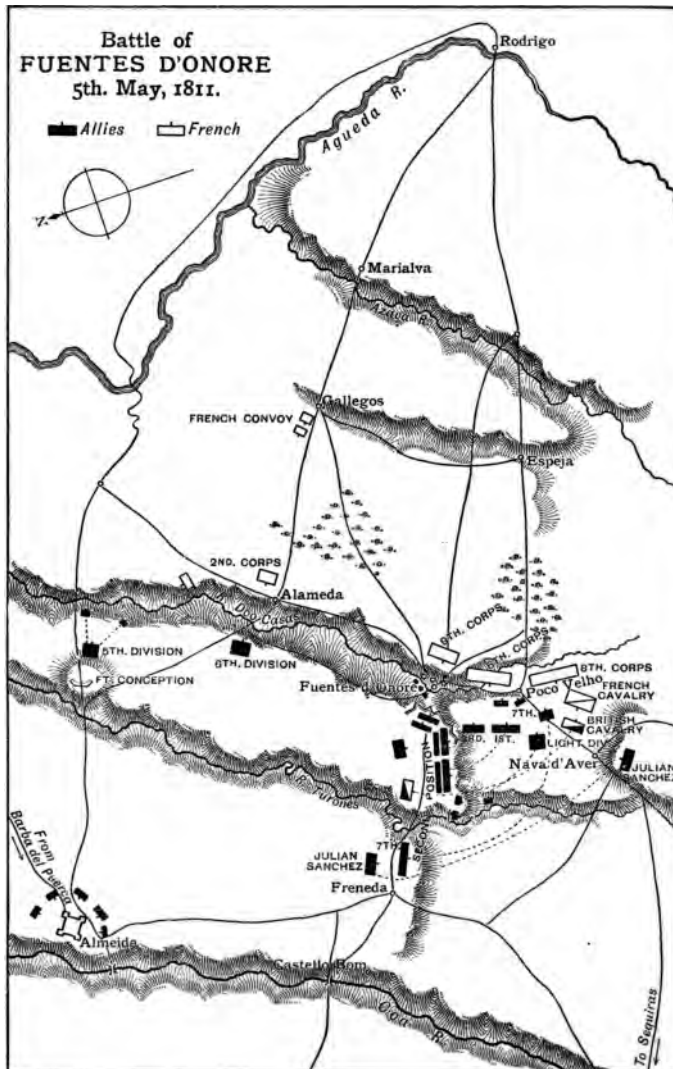 Battle of
FUENTES D'ONORE
5th. May, 1811.
Allies French
N.
Rodrigo
Agueda R.
Marialva
Azava R.
Gallegos
FRENCH CONVOY
Espeja
2ND. CORPS
Alameda
R. Dos Casas
9TH. CORPS
6TH. CORPS
8TH. CORPS
5TH. DIVISION
6TH. DIVISION
FT. CONCEPTION
Fuentes d'Onore
Poco Velho
FRENCH
CAVALRY
7TH.
BRITISH
CAVALRY
3RD. 1ST.
LIGHT DIV.
Nava d'Aver
JULIAN
SANCHEZ
SECOND POSITION
R. Turones
7TH.
JULIAN
SANCHEZ
Freneda
From
Barba del Puerca
Almeida
Castello Bom
Coa R.
To Sequiras